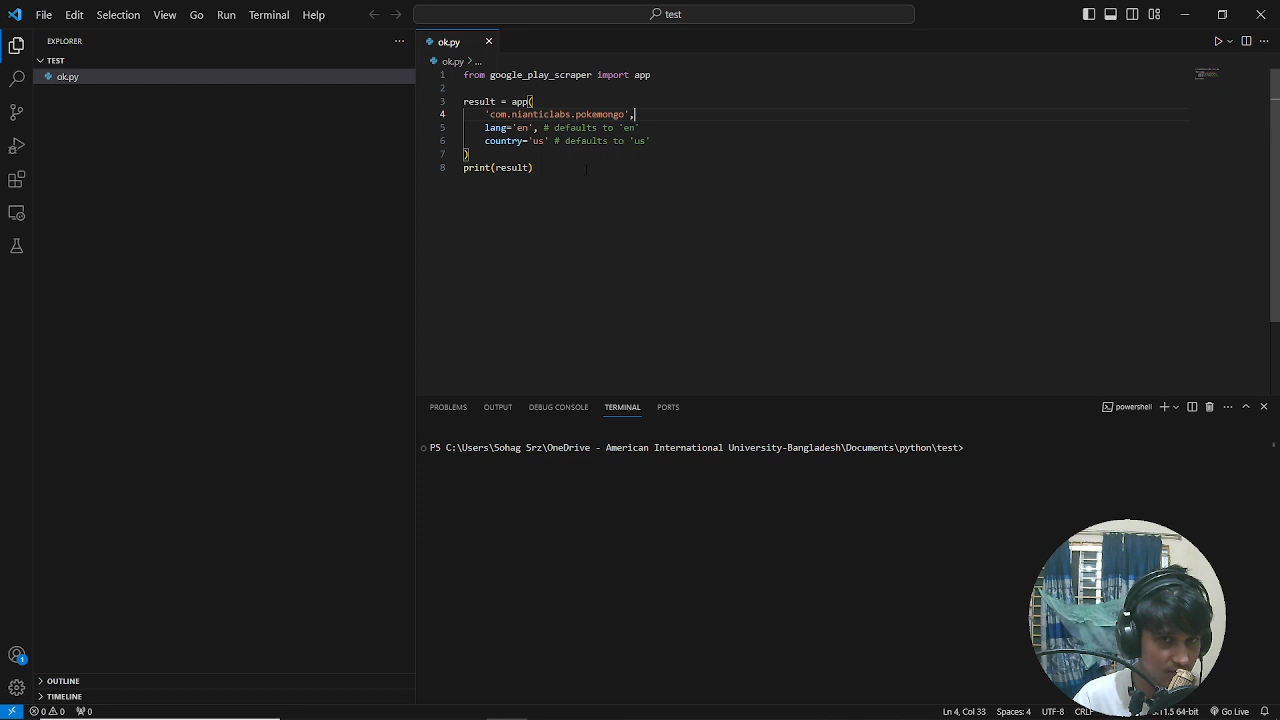 File Edit Selection View Go Run Terminal Help
test
EXPLORER
TEST
ok.py
OUTLINE
TIMELINE
ok.py
ok.py > ...
1 from google_play_scraper import app
2
3 result = app(
4 'com.nianticlabs.pokemongo',
5 lang='en', # defaults to 'en'
6 country='us' # defaults to 'us'
7 )
8 print(result)
PROBLEMS OUTPUT DEBUG CONSOLE TERMINAL PORTS
powershell
PS C:\Users\Sohag Srz\OneDrive - American International University-Bangladesh\Documents\python\test>
1
0 0 0
Ln 4, Col 33 Spaces: 4 UTF-8 .11.5 64-bit Go Live